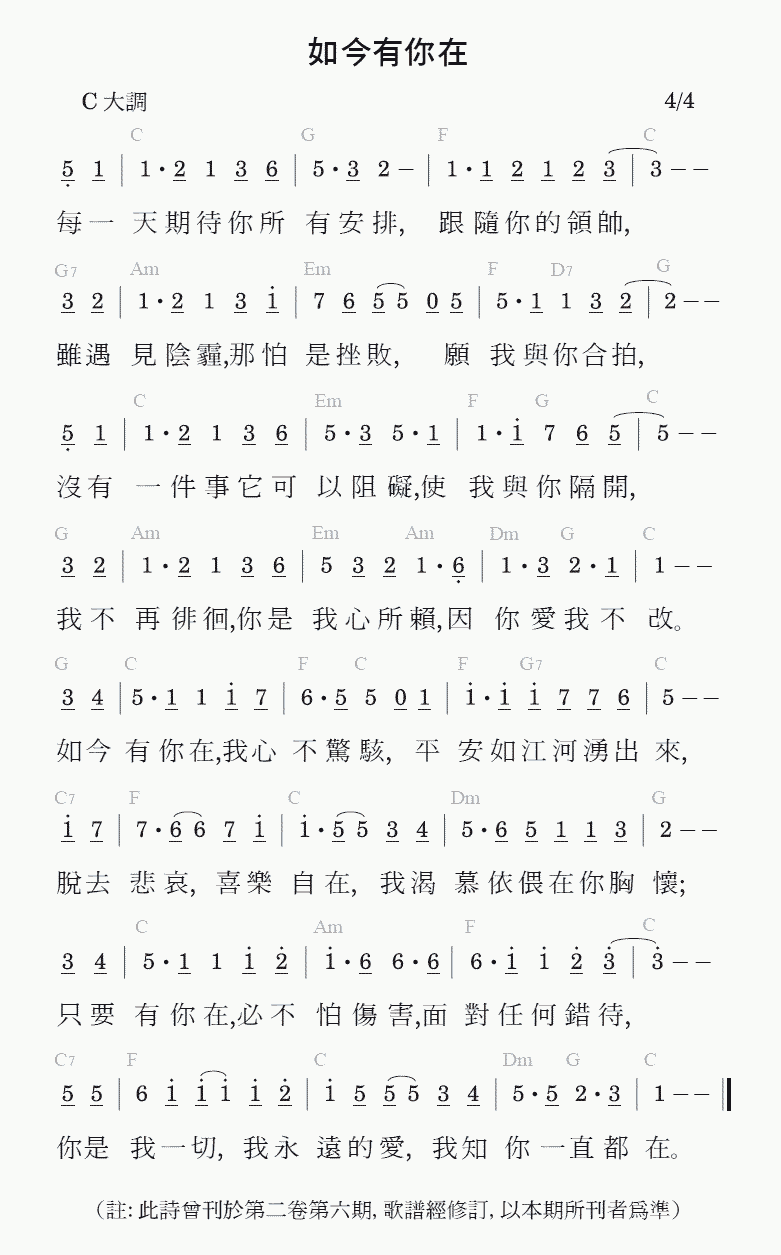 如今有你在
C 大調 4/4
C G F C
5 1 | 1·2 1 3 6 | 5·3 2 — | 1·1 2 1 2 3 | 3 — —
每一 天期待你所 有安排, 跟隨你的領帥,
G7 Am Em F D7 G
3 2 | 1·2 1 3 i | 7 6 5 5 0 5 | 5·1 1 3 2 | 2 — —
雖遇 見陰霾,那怕 是挫敗, 願 我與你合拍,
C Em F G C
5 1 | 1·2 1 3 6 | 5·3 5·1 | 1·i 7 6 5 | 5 — —
沒有 一件事它可 以阻礙,使 我與你隔開,
G Am Em Am Dm G C
3 2 | 1·2 1 3 6 | 5 3 2 1·6 | 1·3 2·1 | 1 — —
我不 再徘徊,你是 我心所賴,因 你愛我不 改。
G C F C F G7 C
3 4 | 5·1 1 i 7 | 6·5 5 0 1 | i·i i 7 7 6 | 5 — —
如今 有你在,我心 不驚駭, 平 安如江河湧出 來,
C7 F C Dm G
i 7 | 7·6 6 7 i | i·5 5 3 4 | 5·6 5 1 1 3 | 2 — —
脫去 悲哀, 喜樂 自在, 我渴 慕依偎在你胸 懷;
C Am F C
3 4 | 5·1 1 i 2̇ | i·6 6·6 | 6·i i 2̇ 3̇ | 3̇ — —
只要 有你在,必不 怕傷害,面 對任何錯待,
C7 F C Dm G C
5 5 | 6 i i i i 2̇ | i 5 5 5 3 4 | 5·5 2·3 | 1 — —
你是 我一切, 我永 遠的愛, 我知 你一直都 在。
(註: 此詩曾刊於第二卷第六期, 歌譜經修訂, 以本期所刊者爲準)